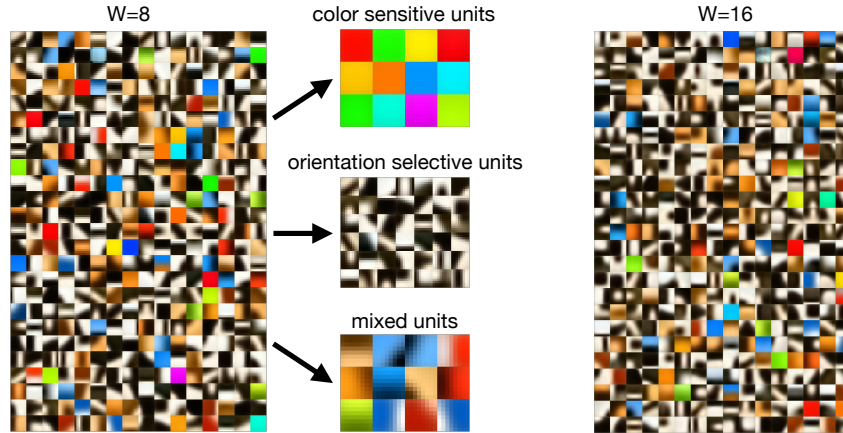 W=8
color sensitive units
W=16
orientation selective units
mixed units